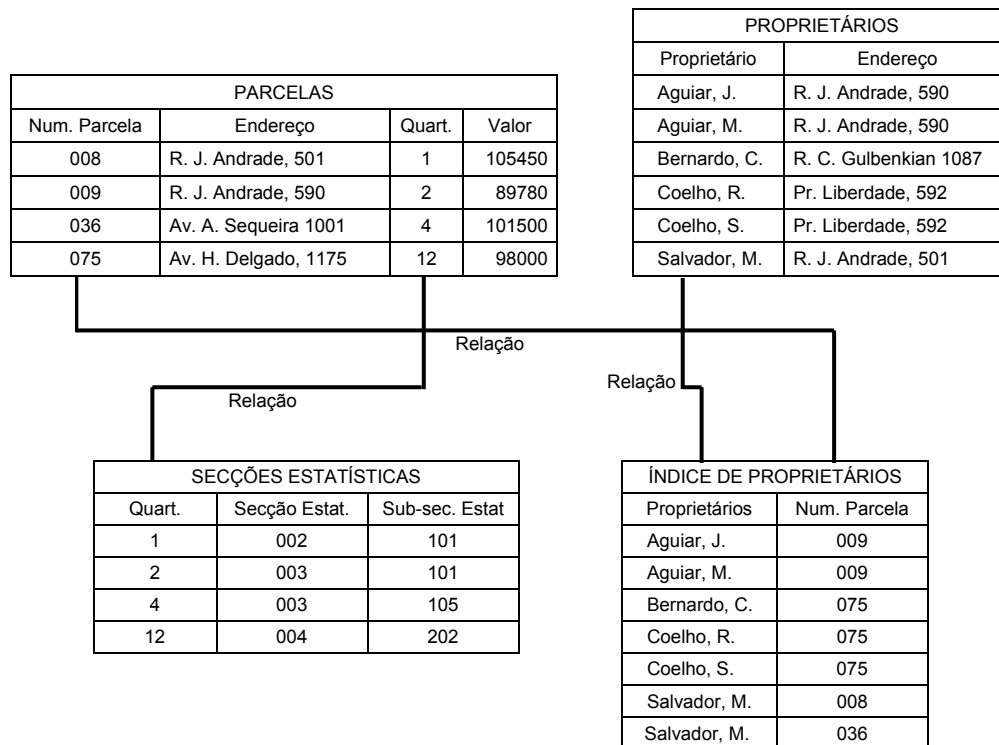 PROPRIETÁRIOS
Proprietário Endereço
Aguiar, J. R. J. Andrade, 590
Aguiar, M. R. J. Andrade, 590
Bernardo, C. R. C. Gulbenkian 1087
Coelho, R. Pr. Liberdade, 592
Coelho, S. Pr. Liberdade, 592
Salvador, M. R. J. Andrade, 501
PARCELAS
Num. Parcela Endereço Quart. Valor
008 R. J. Andrade, 501 1 105450
009 R. J. Andrade, 590 2 89780
036 Av. A. Sequeira 1001 4 101500
075 Av. H. Delgado, 1175 12 98000
Relação
Relação
Relação
SECÇÕES ESTATÍSTICAS
Quart. Secção Estat. Sub-sec. Estat
1 002 101
2 003 101
4 003 105
12 004 202
ÍNDICE DE PROPRIETÁRIOS
Proprietários Num. Parcela
Aguiar, J. 009
Aguiar, M. 009
Bernardo, C. 075
Coelho, R. 075
Coelho, S. 075
Salvador, M. 008
Salvador, M. 036